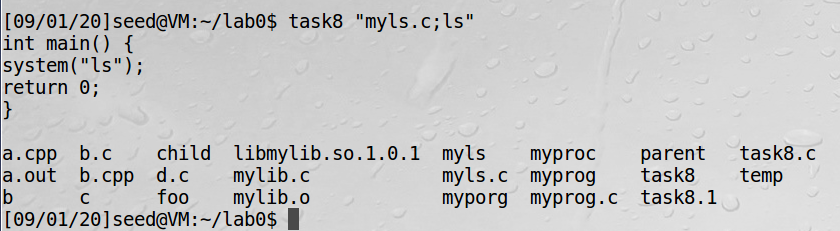 [09/01/20]seed@VM:~/lab0$ task8 "myls.c;ls"
int main() {
system("ls");
return 0;
}
a.cpp b.c child libmylib.so.1.0.1 myls myproc parent task8.c
a.out b.cpp d.c mylib.c myls.c myprog task8 temp
b c foo mylib.o myporg myprog.c task8.1
[09/01/20]seed@VM:~/lab0$